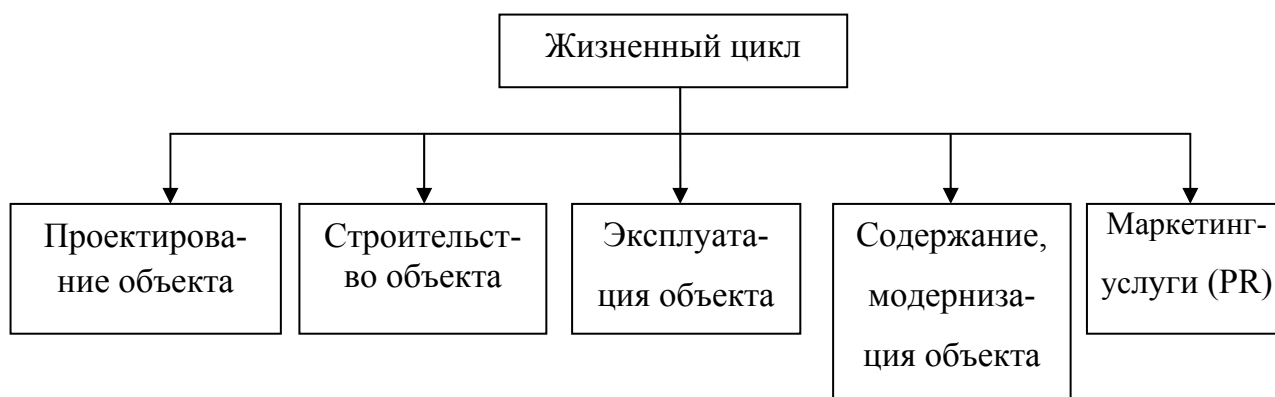 Жизненный цикл
Проектирова-
ние объекта
Строительст-
во объекта
Эксплуата-
ция объекта
Содержание,
модерниза-
ция объекта
Маркетинг-
услуги (PR)